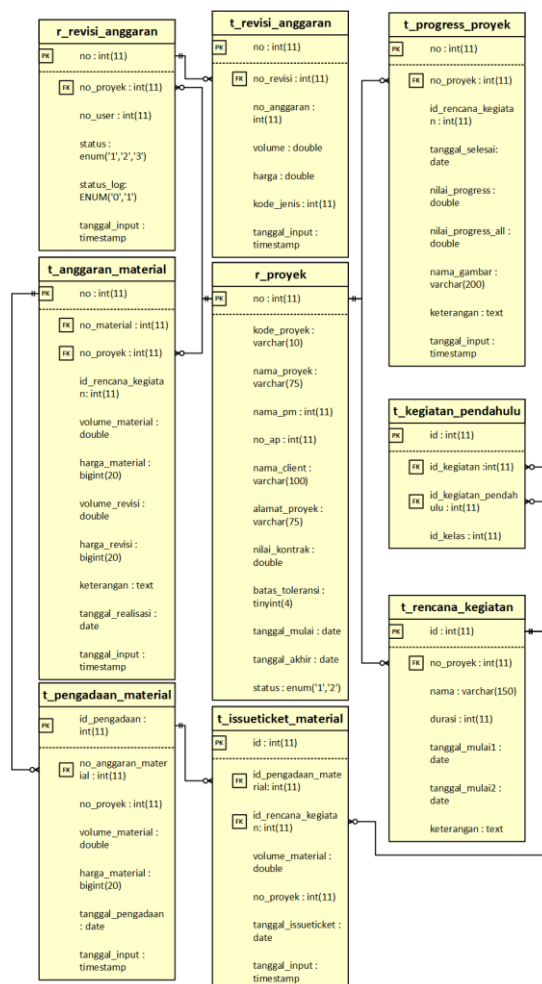 r_revisi_anggaran
PK
no : int(11)
FK
no_proyek : int(11)
no_user : int(11)
status :
enum('1','2','3')
status_log:
ENUM('0','1')
tanggal_input :
timestamp
t_revisi_anggaran
PK
no : int(11)
FK
no_revisi : int(11)
no_anggaran :
int(11)
volume : double
harga : double
kode_jenis : int(11)
tanggal_input :
timestamp
t_progress_proyek
PK
no : int(11)
FK
no_proyek : int(11)
id_rencana_kegiata
n : int(11)
tanggal_selesai:
date
nilai_progress :
double
nilai_progress_all :
double
nama_gambar :
varchar(200)
keterangan : text
tanggal_input :
timestamp
t_anggaran_material
PK
no : int(11)
FK
no_material : int(11)
FK
no_proyek : int(11)
id_rencana_kegiata
n: int(11)
volume_material :
double
harga_material :
bigint(20)
volume_revisi :
double
harga_revisi :
bigint(20)
keterangan : text
tanggal_realisasi :
date
tanggal_input :
timestamp
r_proyek
PK
no : int(11)
kode_proyek :
varchar(10)
nama_proyek :
varchar(75)
nama_pm : int(11)
no_ap : int(11)
nama_client :
varchar(100)
alamat_proyek :
varchar(75)
nilai_kontrak :
double
batas_toleransi :
tinyint(4)
tanggal_mulai : date
tanggal_akhir : date
status : enum('1','2')
t_kegiatan_pendahulu
PK
id : int(11)
FK
id_kegiatan :int(11)
FK
id_kegiatan_pendah
ulu : int(11)
id_kelas : int(11)
t_rencana_kegiatan
PK
id : int(11)
FK
no_proyek : int(11)
nama : varchar(150)
durasi : int(11)
tanggal_mulai1 :
date
tanggal_mulai2 :
date
keterangan : text
t_pengadaan_material
PK
id_pengadaan :
int(11)
FK
no_anggaran_mater
ial : int(11)
no_proyek : int(11)
volume_material :
double
harga_material :
bigint(20)
tanggal_pengadaan
: date
tanggal_input :
timestamp
t_issueticket_material
PK
id : int(11)
FK
id_pengadaan_mate
rial: int(11)
FK
id_rencana_kegiata
n: int(11)
volume_material :
double
no_proyek : int(11)
tanggal_issueticket :
date
tanggal_input :
timestamp